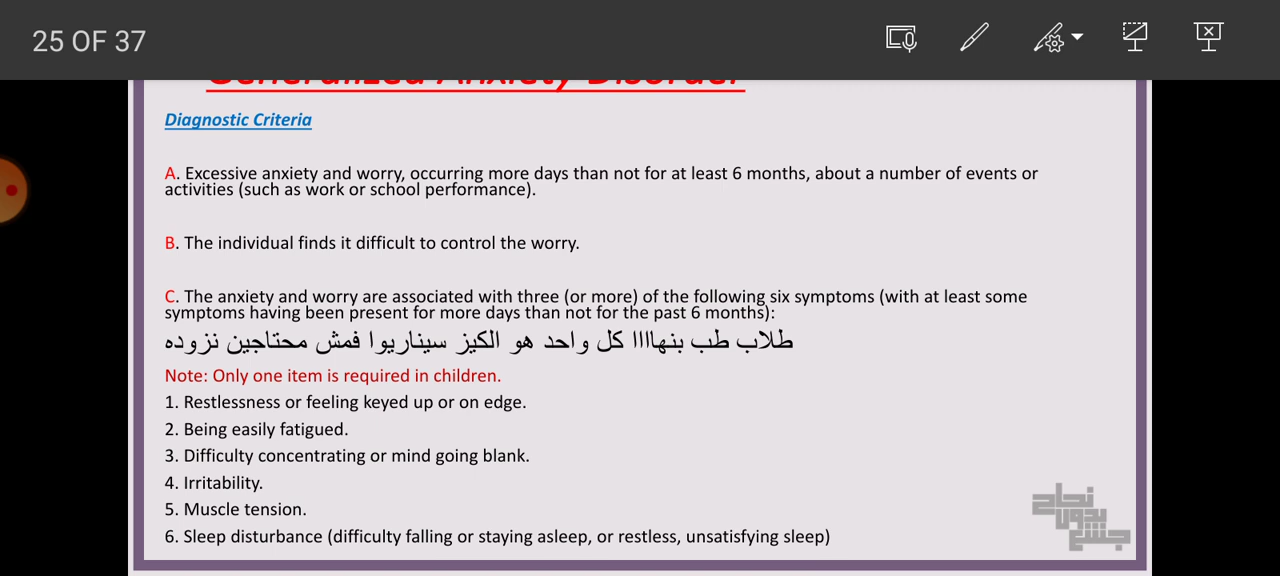 25 OF 37
Generalized Anxiety Disorder
Diagnostic Criteria
A. Excessive anxiety and worry, occurring more days than not for at least 6 months, about a number of events or
activities (such as work or school performance).
B. The individual finds it difficult to control the worry.
C. The anxiety and worry are associated with three (or more) of the following six symptoms (with at least some
symptoms having been present for more days than not for the past 6 months):
طلاب طب بنهاااا كل واحد هو الكيز سيناريوا فمش محتاجين نزوده
Note: Only one item is required in children.
1. Restlessness or feeling keyed up or on edge.
2. Being easily fatigued.
3. Difficulty concentrating or mind going blank.
4. Irritability.
5. Muscle tension.
6. Sleep disturbance (difficulty falling or staying asleep, or restless, unsatisfying sleep)
نجاح
بدون
جشع